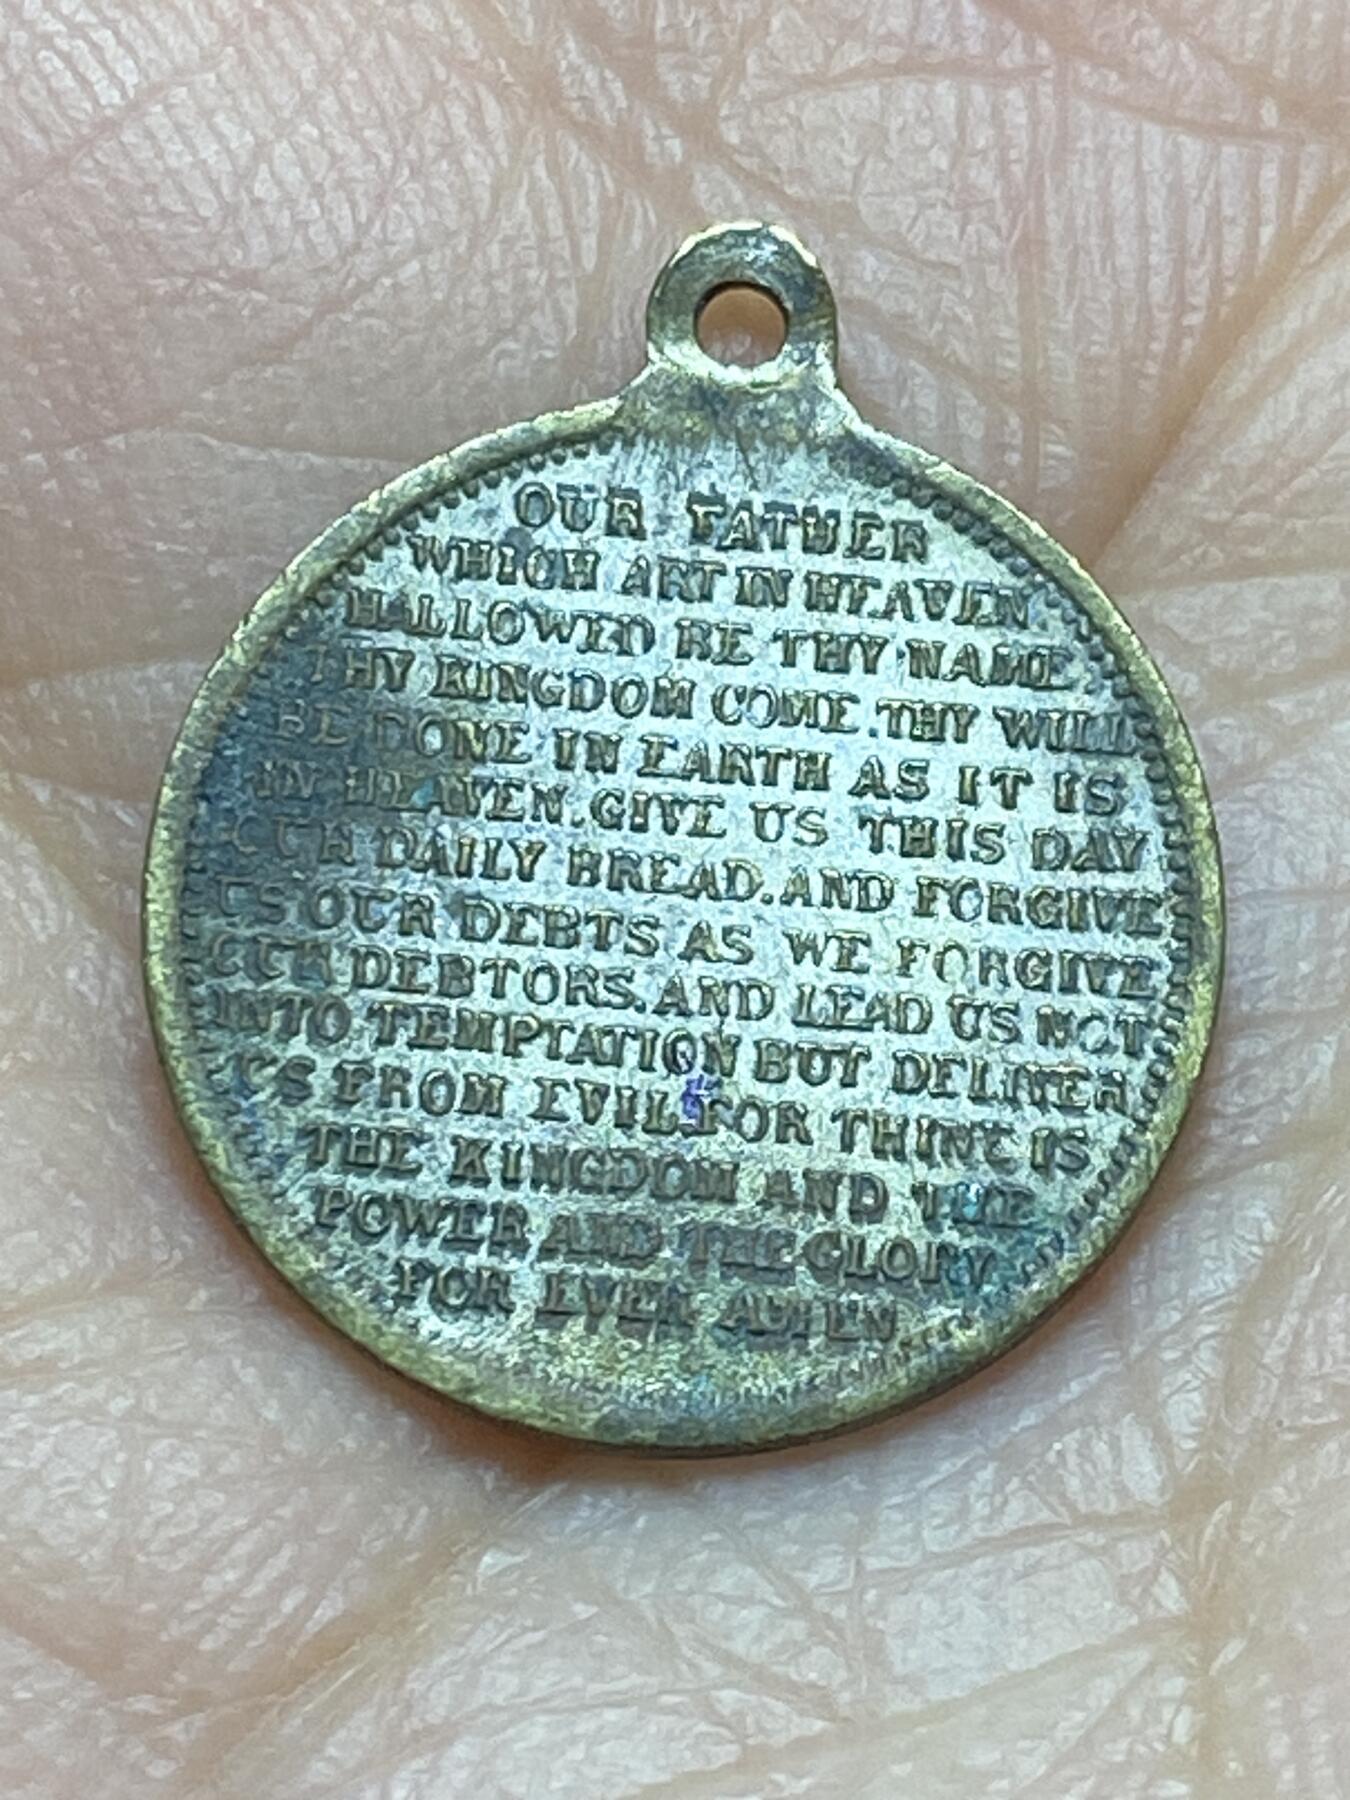 OUR FATHER
WHICH ART IN HEAVEN
HALLOWED BE THY NAME.
THY KINGDOM COME.THY WILL
BE DONE IN EARTH AS IT IS
IN HEAVEN.GIVE US THIS DAY
OUR DAILY BREAD.AND FORGIVE
US OUR DEBTS AS WE FORGIVE
OUR DEBTORS.AND LEAD US NOT
INTO TEMPTATION BUT DELIVER
US FROM EVIL FOR THINE IS
THE KINGDOM AND THE
POWER AND THE GLORY
FOR EVER AMEN